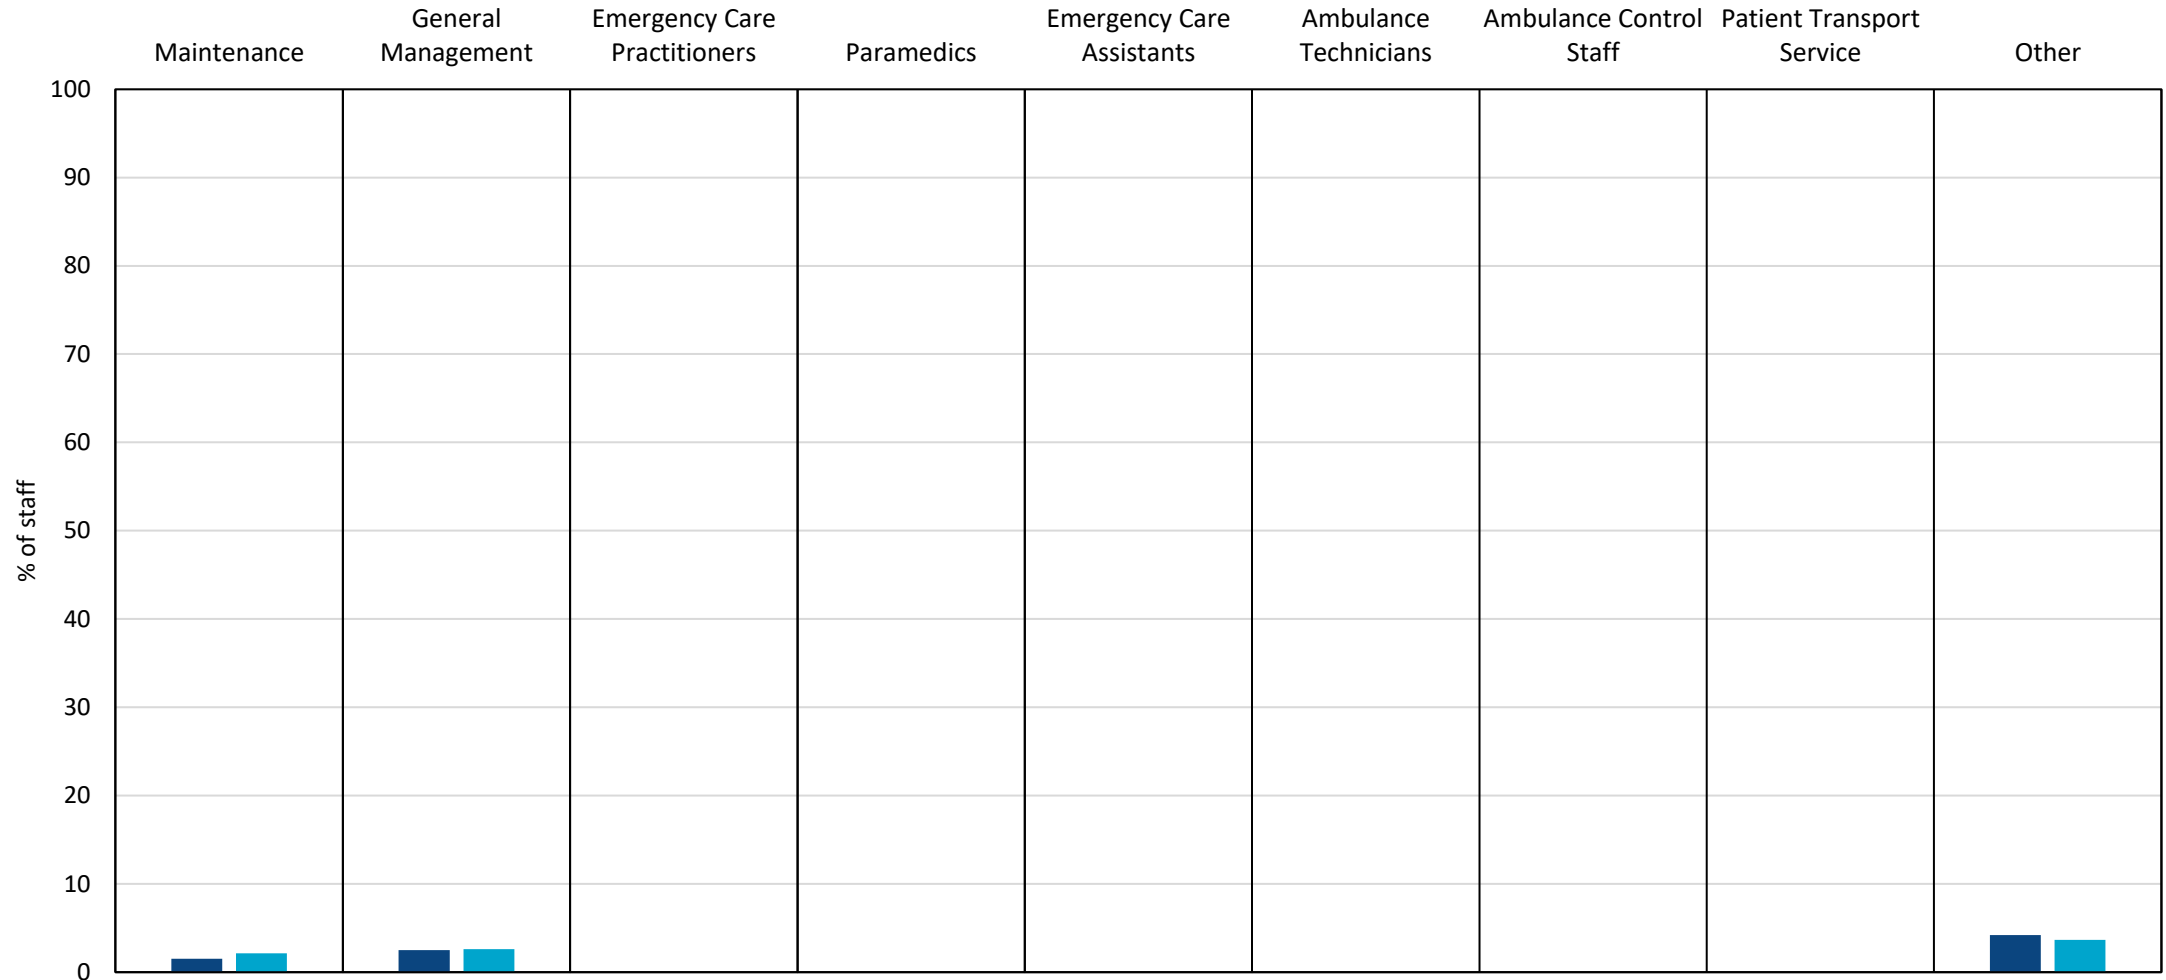 Maintenance
General
Management
Emergency Care
Practitioners
Paramedics
Emergency Care
Assistants
Ambulance
Technicians
Ambulance Control
Staff
Patient Transport
Service
Other
100
90
80
70
60
50
40
30
20
10
0
% of staff